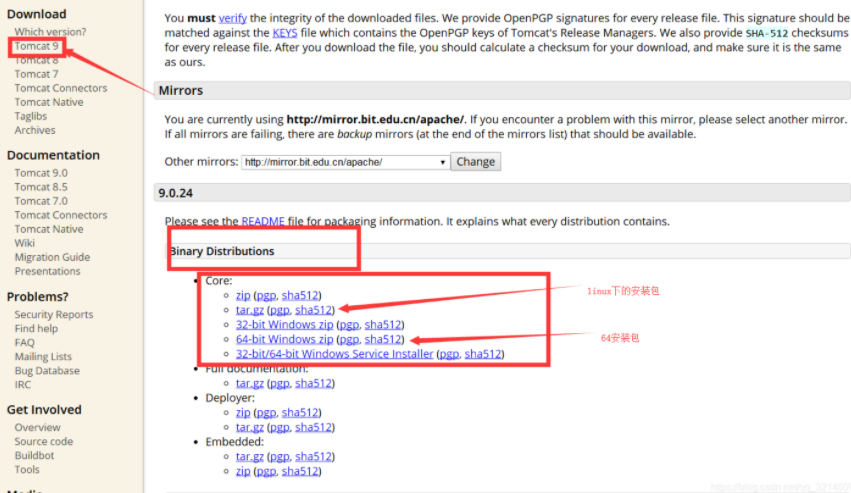 Download
Which version?
Tomcat 9
Tomcat 8
Tomcat 7
Tomcat Connectors
Tomcat Native
Taglibs
Archives
Documentation
Tomcat 9.0
Tomcat 8.5
Tomcat 7.0
Tomcat Connectors
Tomcat Native
Wiki
Migration Guide
Presentations
Problems?
Security Reports
Find help
FAQ
Mailing Lists
Bug Database
IRC
Get Involved
Overview
Source code
Buildbot
Tools
Media
You must verify the integrity of the downloaded files. We provide OpenPGP signatures for every release file. This signature should be
matched against the KEYS file which contains the OpenPGP keys of Tomcat's Release Managers. We also provide SHA-512 checksums
for every release file. After you download the file, you should calculate a checksum for your download, and make sure it is the same
as ours.
Mirrors
You are currently using http://mirror.bit.edu.cn/apache/. If you encounter a problem with this mirror, please select another mirror.
If all mirrors are failing, there are backup mirrors (at the end of the mirrors list) that should be available.
Other mirrors: http://mirror.bit.edu.cn/apache/ Change
9.0.24
Please see the README file for packaging information. It explains what every distribution contains.
Binary Distributions
Core:
zip (pgp, sha512)
tar.gz (pgp, sha512)
linux下的安装包
32-bit Windows zip (pgp, sha512)
64-bit Windows zip (pgp, sha512)
64安装包
32-bit/64-bit Windows Service Installer (pgp, sha512)
Full documentation:
tar.gz (pgp, sha512)
Deployer:
zip (pgp, sha512)
tar.gz (pgp, sha512)
Embedded:
tar.gz (pgp, sha512)
zip (pgp, sha512)